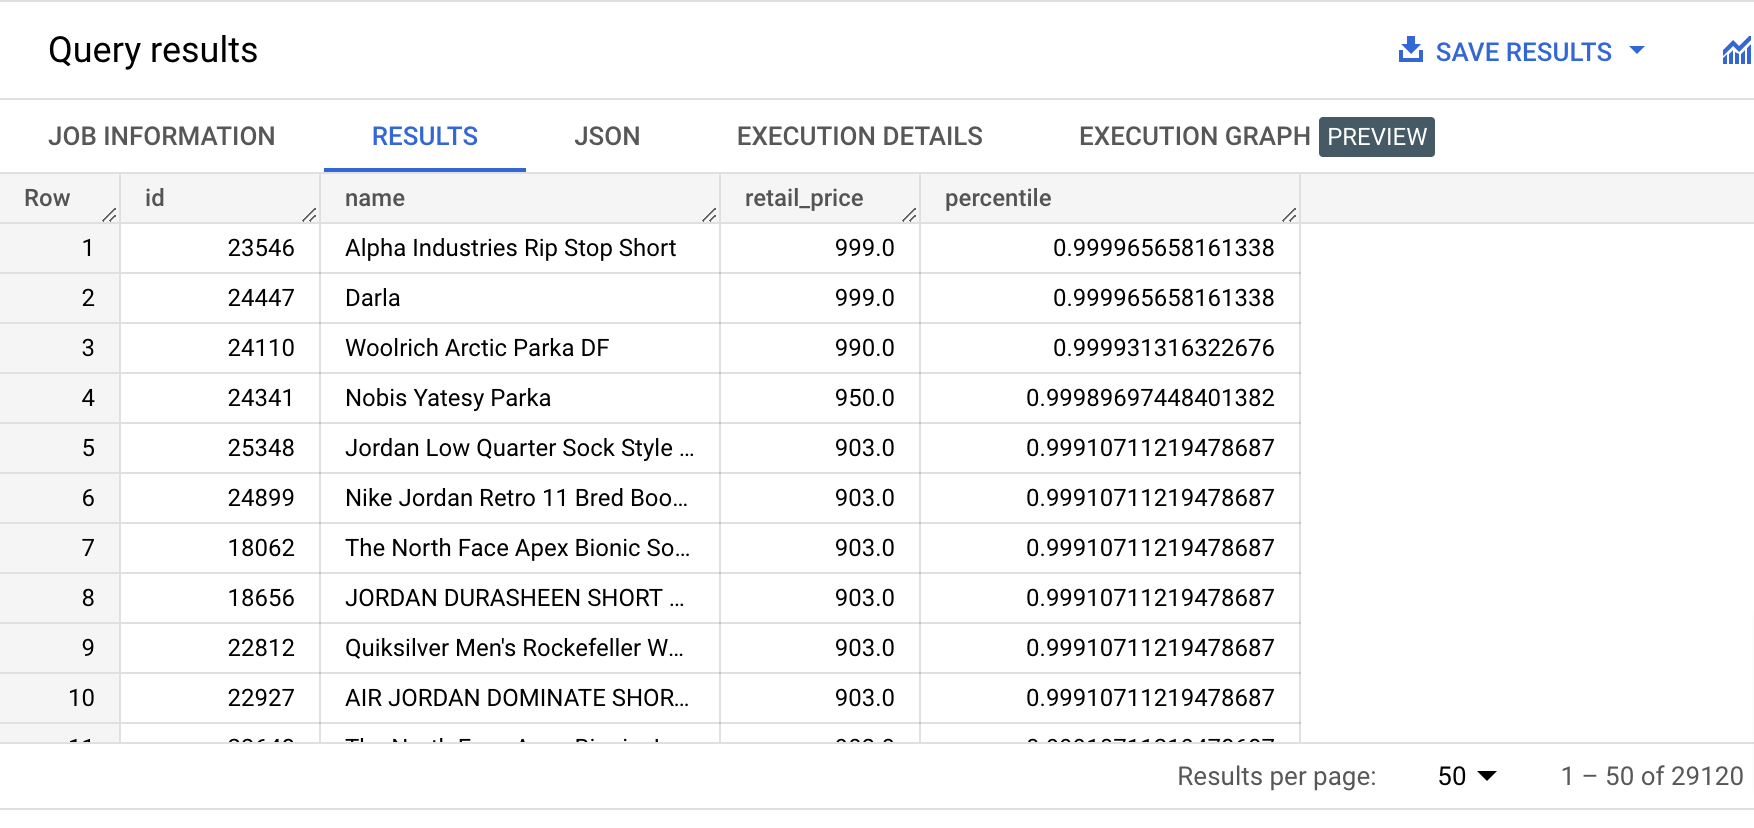 Query results
SAVE RESULTS
JOB INFORMATION RESULTS JSON EXECUTION DETAILS EXECUTION GRAPH PREVIEW
Row id name retail_price percentile
1 23546 Alpha Industries Rip Stop Short 999.0 0.999965658161338
2 24447 Darla 999.0 0.999965658161338
3 24110 Woolrich Arctic Parka DF 990.0 0.999931316322676
4 24341 Nobis Yatesy Parka 950.0 0.99989697448401382
5 25348 Jordan Low Quarter Sock Style ... 903.0 0.99910711219478687
6 24899 Nike Jordan Retro 11 Bred Boo... 903.0 0.99910711219478687
7 18062 The North Face Apex Bionic So... 903.0 0.99910711219478687
8 18656 JORDAN DURASHEEN SHORT ... 903.0 0.99910711219478687
9 22812 Quiksilver Men's Rockefeller W... 903.0 0.99910711219478687
10 22927 AIR JORDAN DOMINATE SHOR... 903.0 0.99910711219478687
Results per page: 50 1 – 50 of 29120